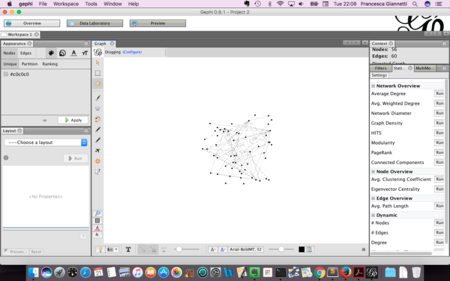 gephi File Workspace Tools Window Help
Tue 22:08 Francesca Giannetti
Gephi 0.9.1 - Project 2
Overview Data Laboratory Preview
Workspace 1
Appearance
Nodes Edges
Unique Partition Ranking
#c0c0c0
Apply
Layout
---Choose a layout
Run
<No Properties>
Presets... Reset
Graph
Dragging (Configure)
Arial-BoldMT, 32
Context
Nodes: 56
Edges: 60
Filters
Settings
Network Overview
Average Degree Run
Avg. Weighted Degree Run
Network Diameter Run
Graph Density Run
HITS Run
Modularity Run
PageRank Run
Connected Components Run
Node Overview
Avg. Clustering Coefficient Run
Eigenvector Centrality Run
Edge Overview
Avg. Path Length Run
Dynamic
# Nodes Run
# Edges Run
Degree Run